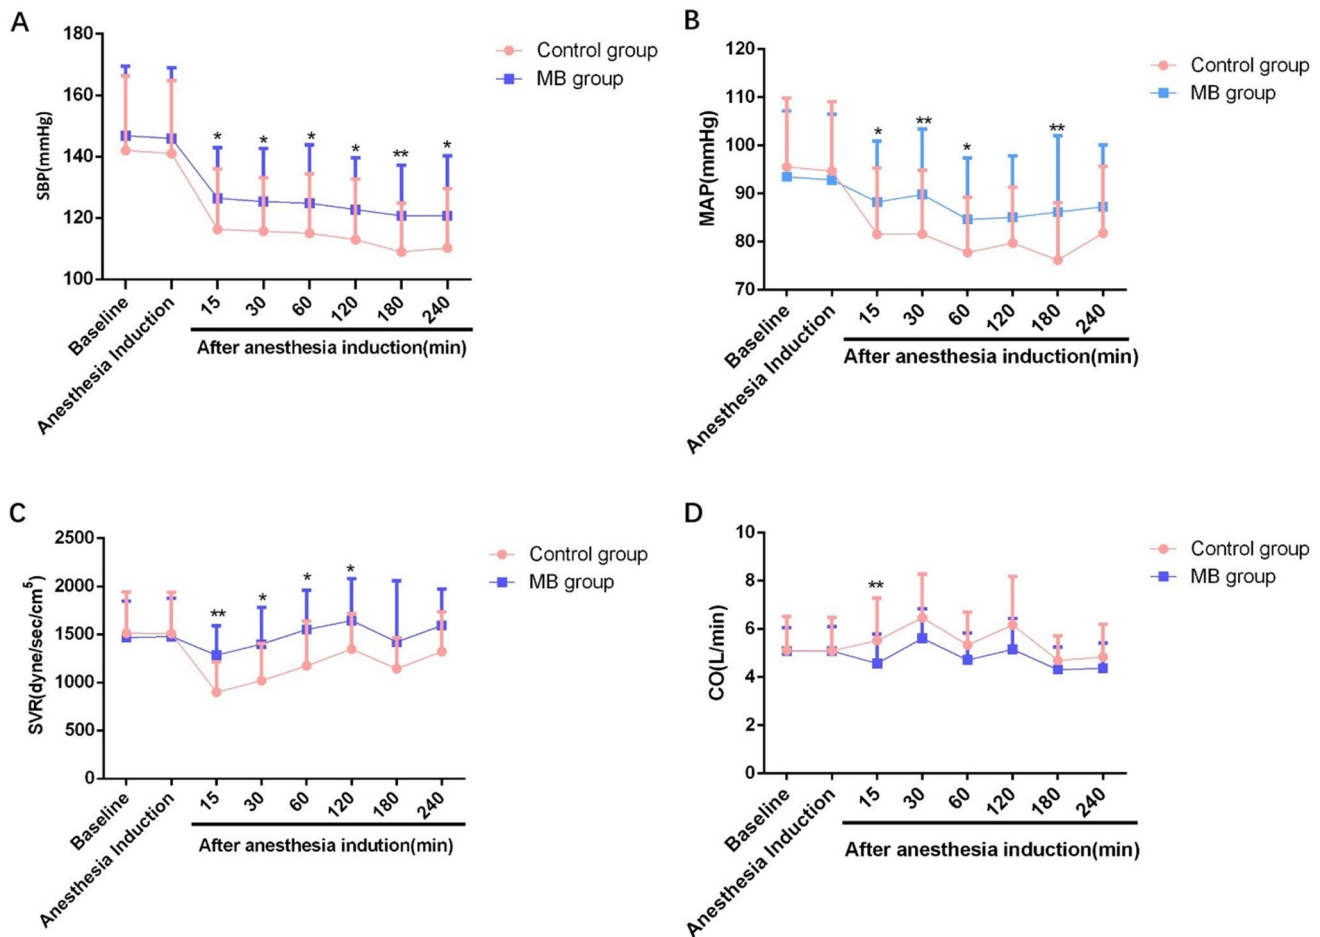 A
SBP(mmHg)
180
160
140
120
100
* * * * ** *
Control group
MB group
Baseline
Anesthesia Induction
15
30
60
120
180
240
After anesthesia induction(min)
B
MAP(mmHg)
120
110
100
90
80
70
* ** * **
Control group
MB group
Baseline
Anesthesia Induction
15
30
60
120
180
240
After anesthesia induction(min)
C
SVR(dyne/sec/cm⁵)
2500
2000
1500
1000
500
0
** * * *
Control group
MB group
Baseline
Anesthesia Induction
15
30
60
120
180
240
After anesthesia indution(min)
D
CO(L/min)
10
8
6
4
2
0
**
Control group
MB group
Baseline
Anesthesia Induction
15
30
60
120
180
240
After anesthesia induction(min)